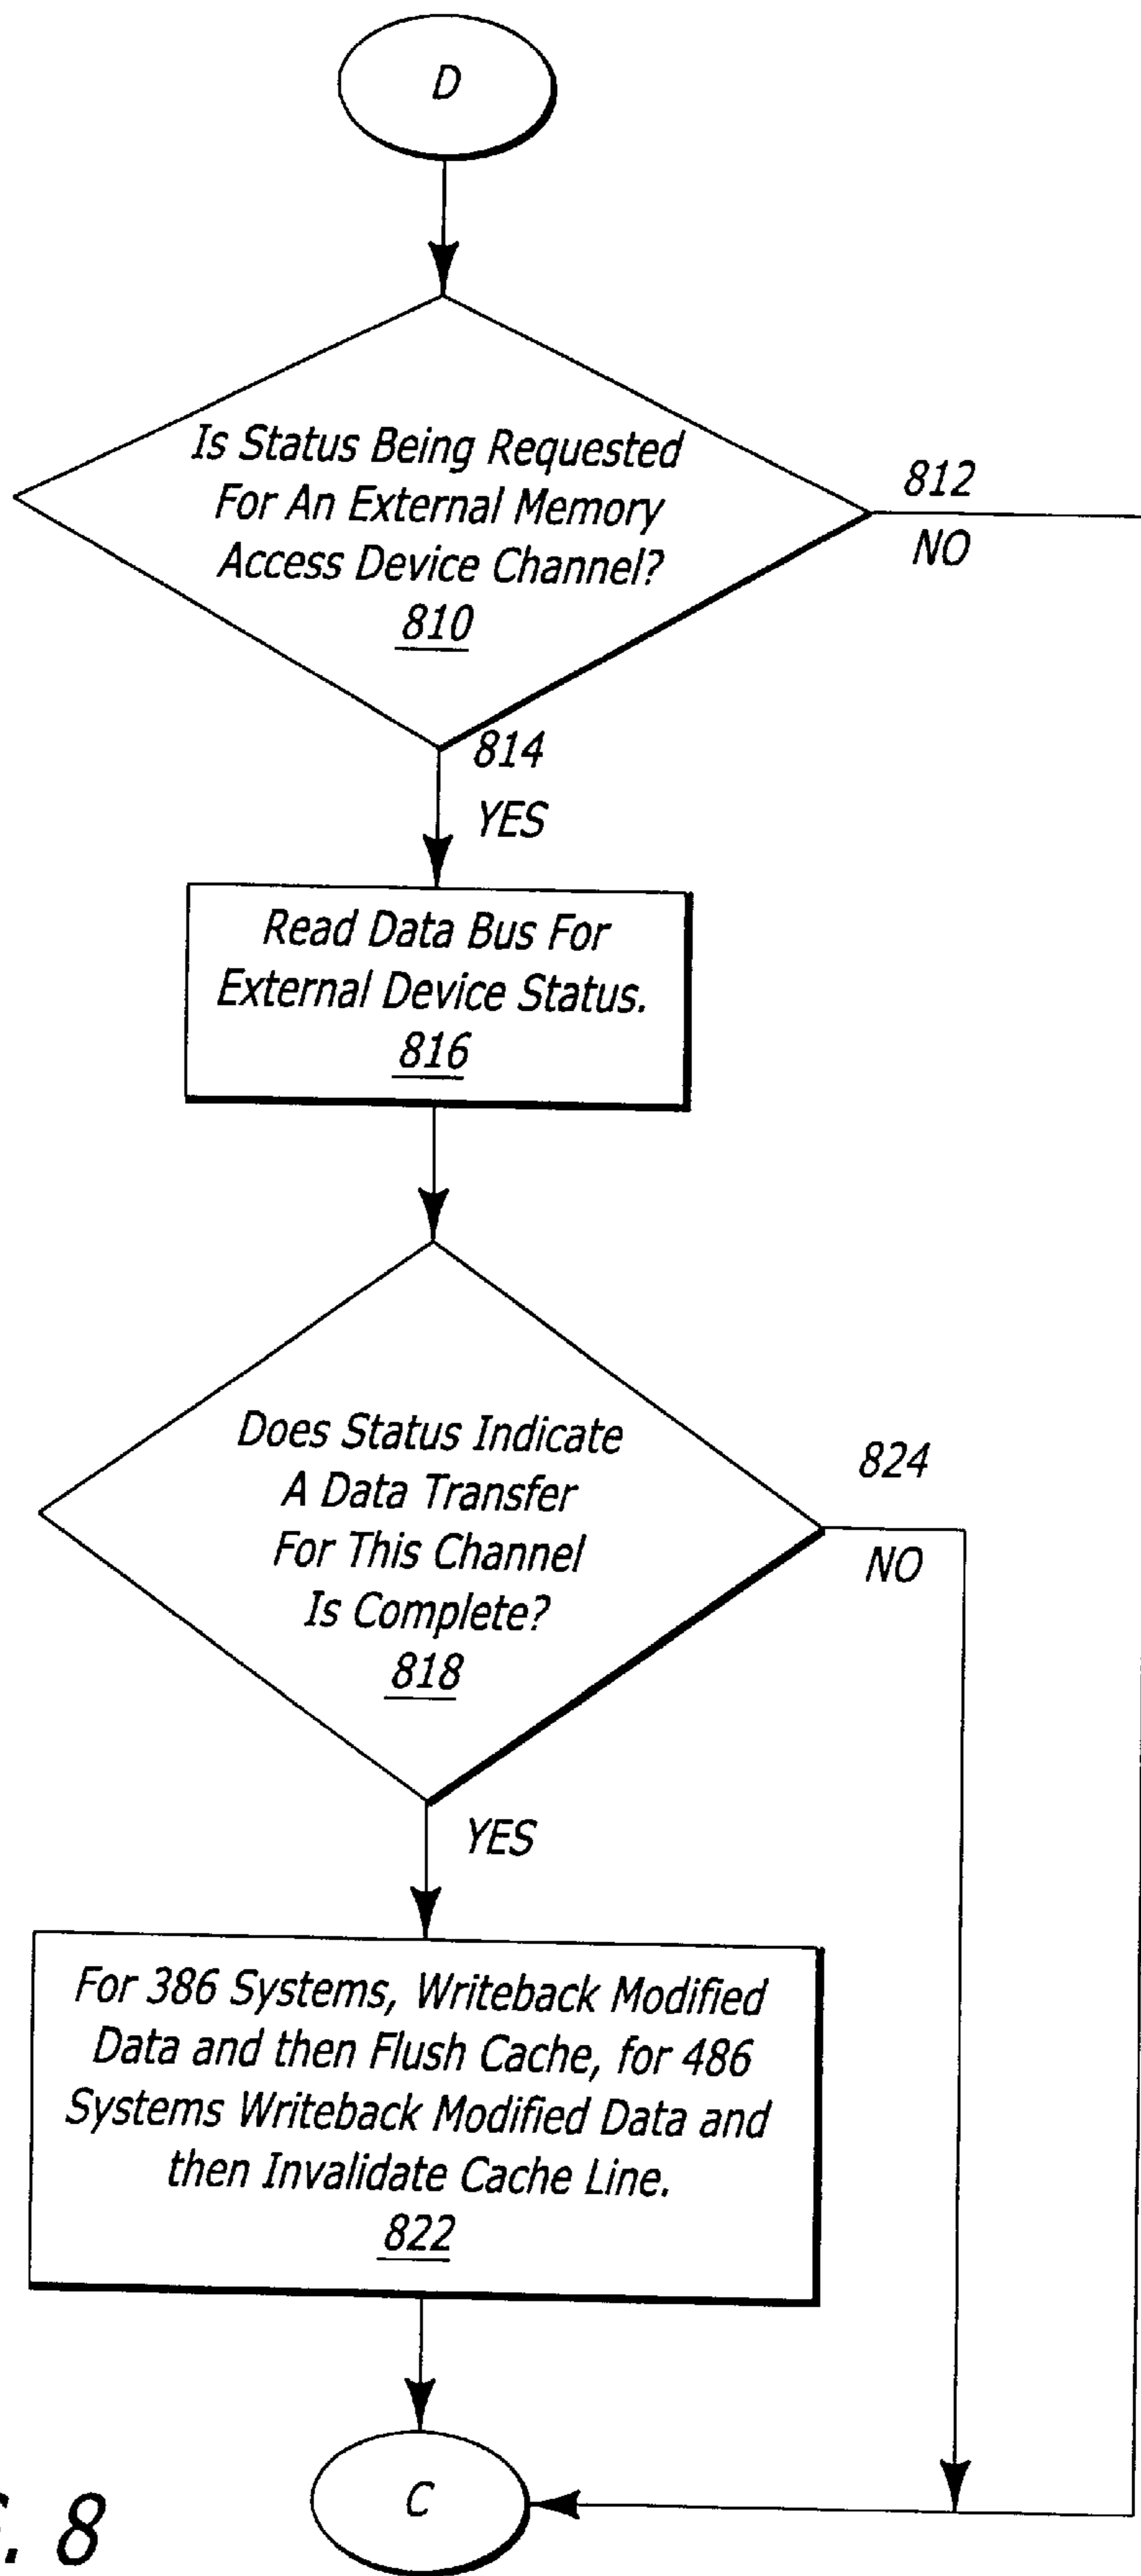 D
Is Status Being Requested
For An External Memory
Access Device Channel?
810
812
NO
814
YES
Read Data Bus For
External Device Status.
816
Does Status Indicate
A Data Transfer
For This Channel
Is Complete?
818
824
NO
YES
For 386 Systems, Writeback Modified
Data and then Flush Cache, for 486
Systems Writeback Modified Data and
then Invalidate Cache Line.
822
C
. 8